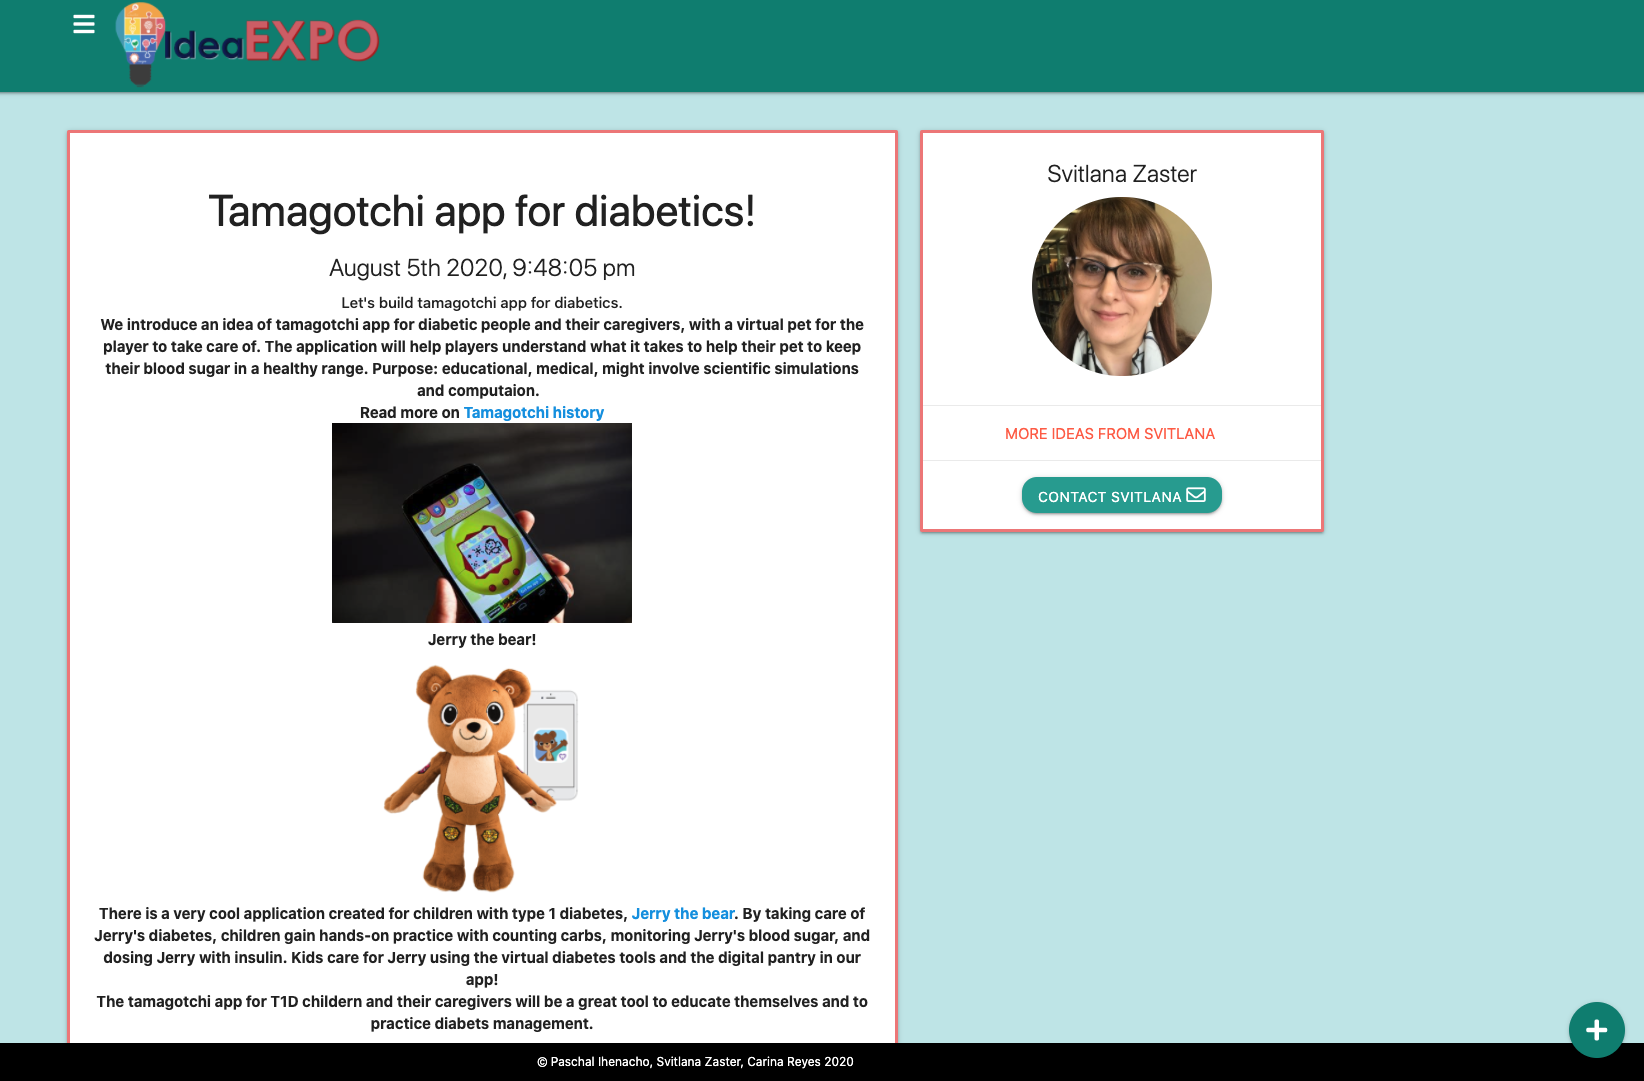 IdeaEXPO
Tamagotchi app for diabetics!
August 5th 2020, 9:48:05 pm
Let's build tamagotchi app for diabetics.
We introduce an idea of tamagotchi app for diabetic people and their caregivers, with a virtual pet for the
player to take care of. The application will help players understand what it takes to help their pet to keep
their blood sugar in a healthy range. Purpose: educational, medical, might involve scientific simulations
and computaion.
Read more on Tamagotchi history
Jerry the bear!
There is a very cool application created for children with type 1 diabetes, Jerry the bear. By taking care of
Jerry's diabetes, children gain hands-on practice with counting carbs, monitoring Jerry's blood sugar, and
dosing Jerry with insulin. Kids care for Jerry using the virtual diabetes tools and the digital pantry in our
app!
The tamagotchi app for T1D childern and their caregivers will be a great tool to educate themselves and to
practice diabets management.
Svitlana Zaster
MORE IDEAS FROM SVITLANA
CONTACT SVITLANA
© Paschal Ihenacho, Svitlana Zaster, Carina Reyes 2020